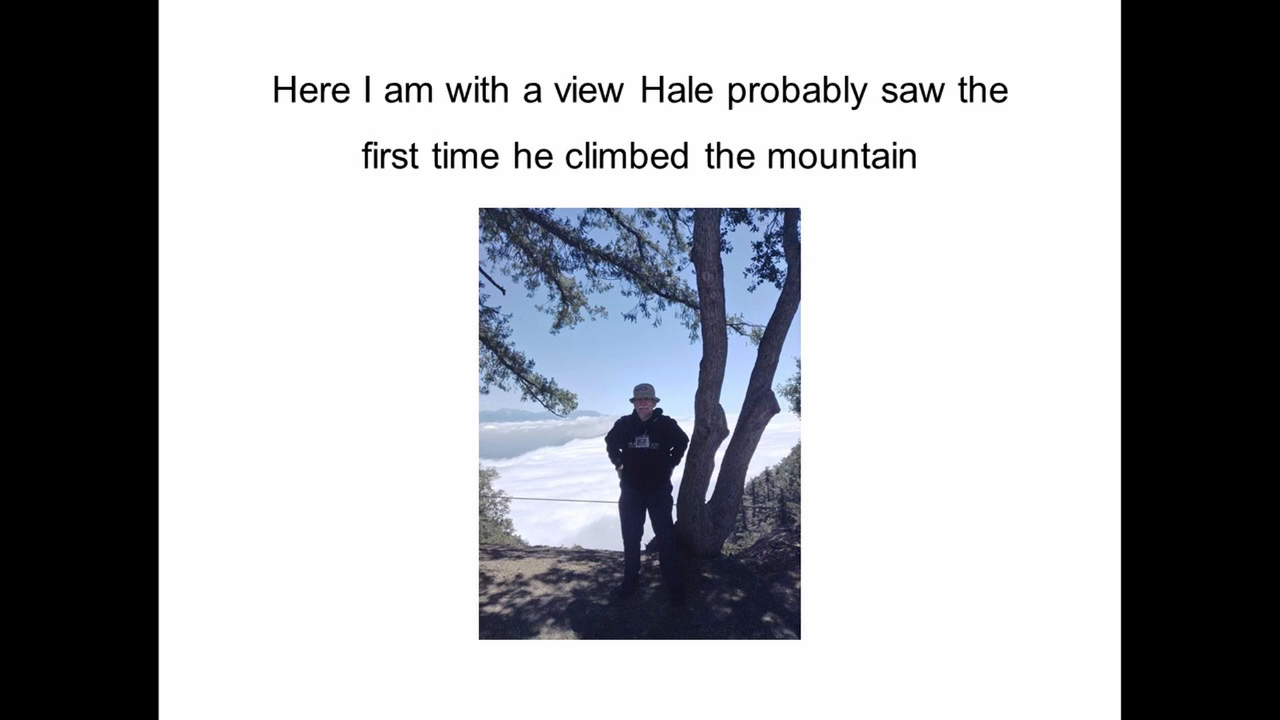 Here I am with a view Hale probably saw the
first time he climbed the mountain